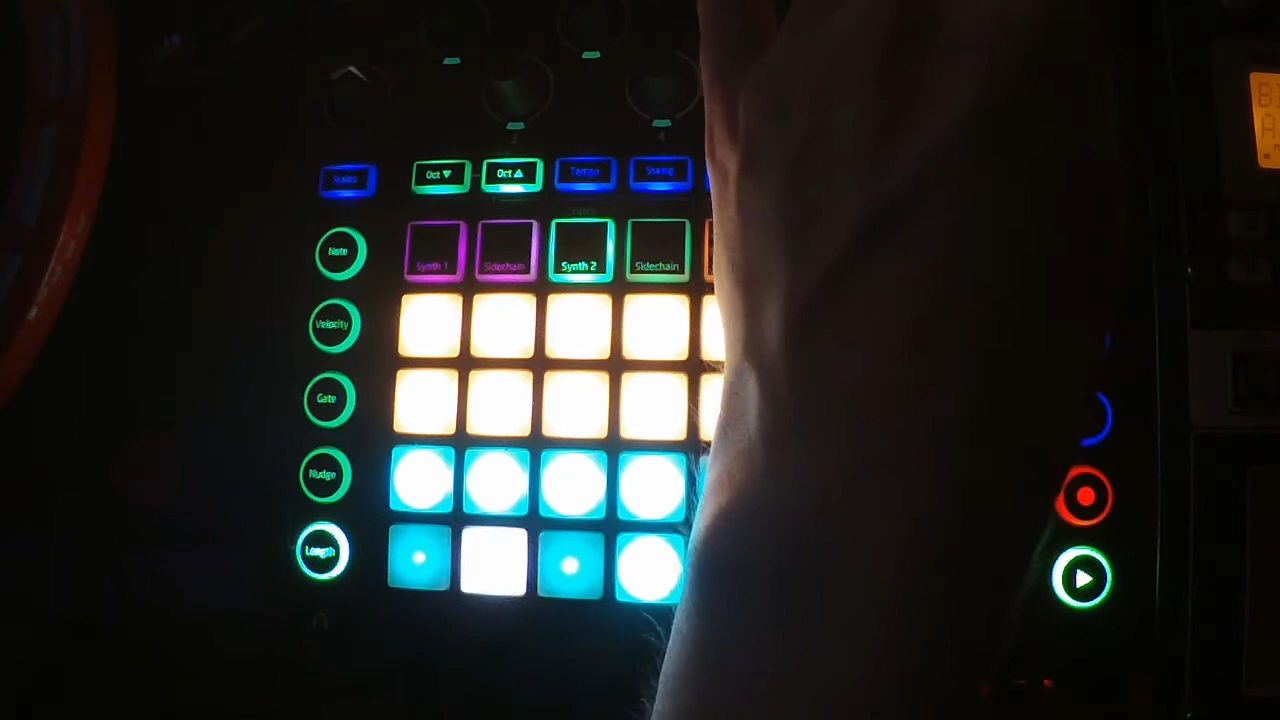 Scales Oct ▼ Oct ▲ Tempo Swing
Note
Synth 1 Sidechain Synth 2 Sidechain
Velocity
Gate
Nudge
Length